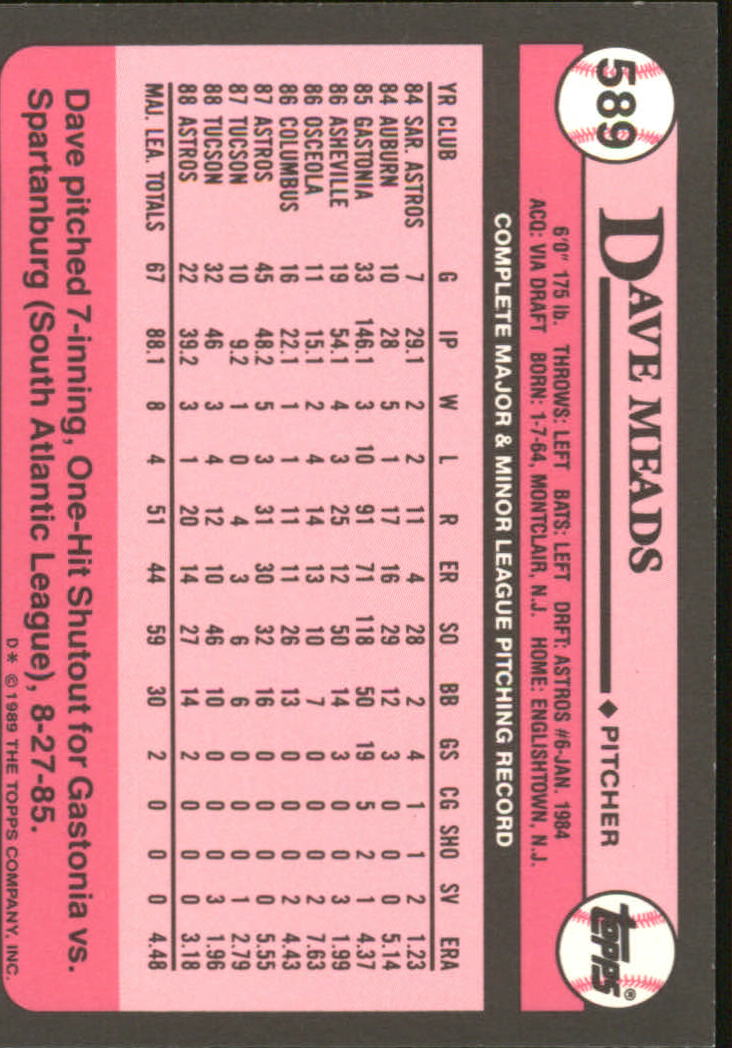 589
DAVE MEADS ♦ PITCHER
Topps®
6'0" 175 lb. THROWS: LEFT BATS: LEFT DRFT: ASTROS #6-JAN. 1984
ACQ: VIA DRAFT BORN: 1-7-64, MONTCLAIR, N.J. HOME: ENGLISHTOWN, N.J.
COMPLETE MAJOR & MINOR LEAGUE PITCHING RECORD
YR CLUB G IP W L R ER SO BB GS CG SHO SV ERA
84 SAR. ASTROS 7 29.1 2 2 11 4 28 2 4 1 1 2 1.23
84 AUBURN 10 28 5 1 17 16 29 12 3 0 0 0 5.14
85 GASTONIA 33 146.1 3 10 91 71 118 50 19 5 2 1 4.37
86 ASHEVILLE 19 54.1 4 3 25 12 50 14 3 0 0 3 1.99
86 OSCEOLA 11 15.1 2 4 14 13 10 7 0 0 0 2 7.63
86 COLUMBUS 16 22.1 1 1 11 11 26 13 0 0 0 2 4.43
87 ASTROS 45 48.2 5 3 31 30 32 16 0 0 0 0 5.55
87 TUCSON 10 9.2 1 0 4 3 6 6 0 0 0 1 2.79
88 TUCSON 32 46 3 4 12 10 46 10 0 0 0 3 1.96
88 ASTROS 22 39.2 3 1 20 14 27 14 2 0 0 0 3.18
MAJ. LEA. TOTALS 67 88.1 8 4 51 44 59 30 2 0 0 0 4.48
Dave pitched 7-inning, One-Hit Shutout for Gastonia vs.
Spartanburg (South Atlantic League), 8-27-85.
D* © 1989 THE TOPPS COMPANY, INC.